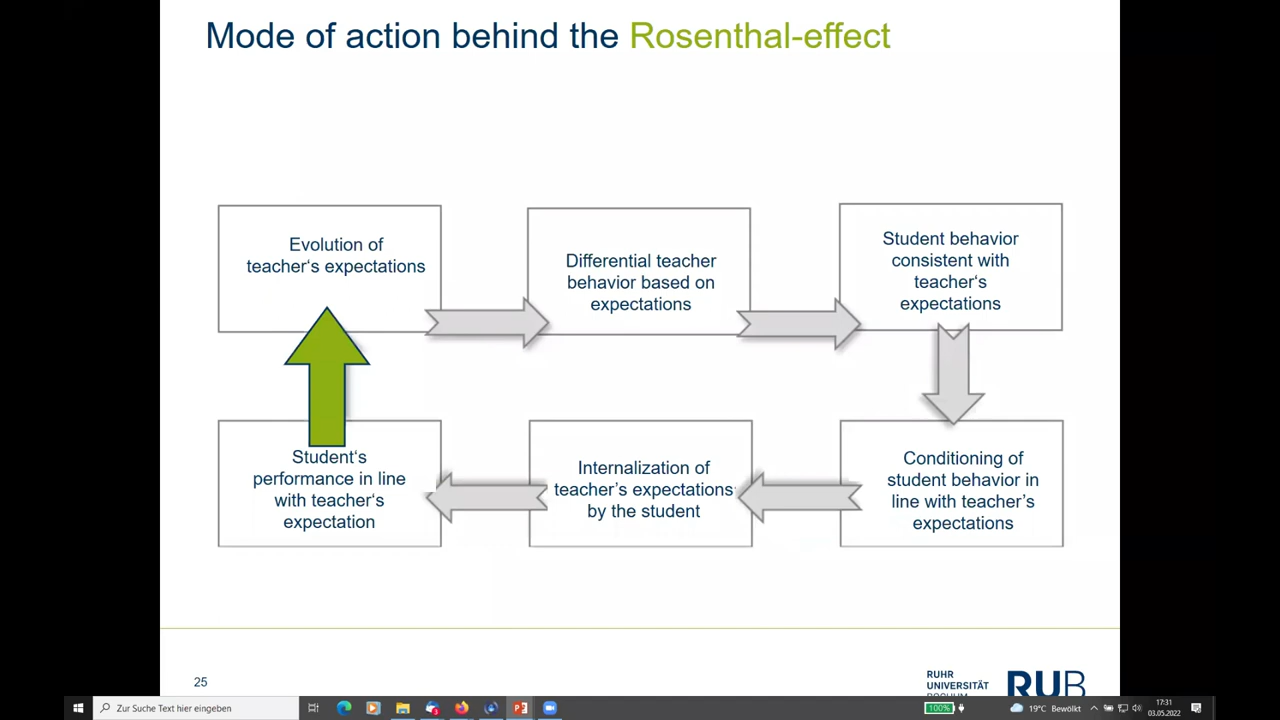 Mode of action behind the Rosenthal-effect
Evolution of
teacher‘s expectations
Differential teacher
behavior based on
expectations
Student behavior
consistent with
teacher‘s
expectations
Student‘s
performance in line
with teacher‘s
expectation
Internalization of
teacher’s expectations
by the student
Conditioning of
student behavior in
line with teacher’s
expectations
25
RUHR
UNIVERSITÄT
BOCHUM
RUB
Zur Suche Text hier eingeben
100%
19°C Bewölkt
17:31
03.05.2022